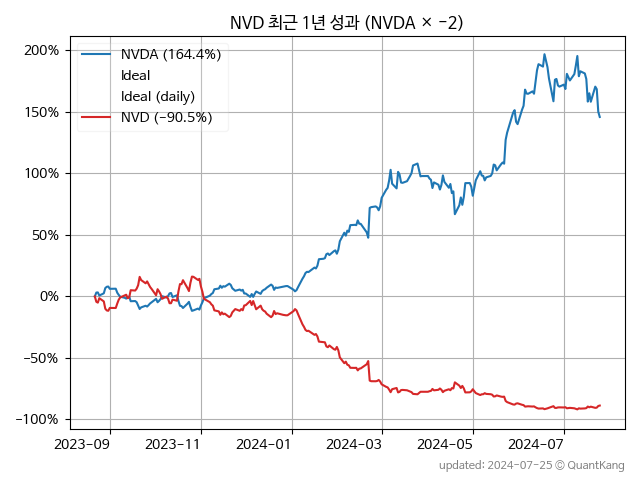 NVD 최근 1년 성과 (NVDA × −2)
NVDA (164.4%)
Ideal
Ideal (daily)
NVD (−90.5%)
200%
150%
100%
50%
0%
−50%
−100%
2023-09
2023-11
2024-01
2024-03
2024-05
2024-07
updated: 2024-07-25 © QuantKang